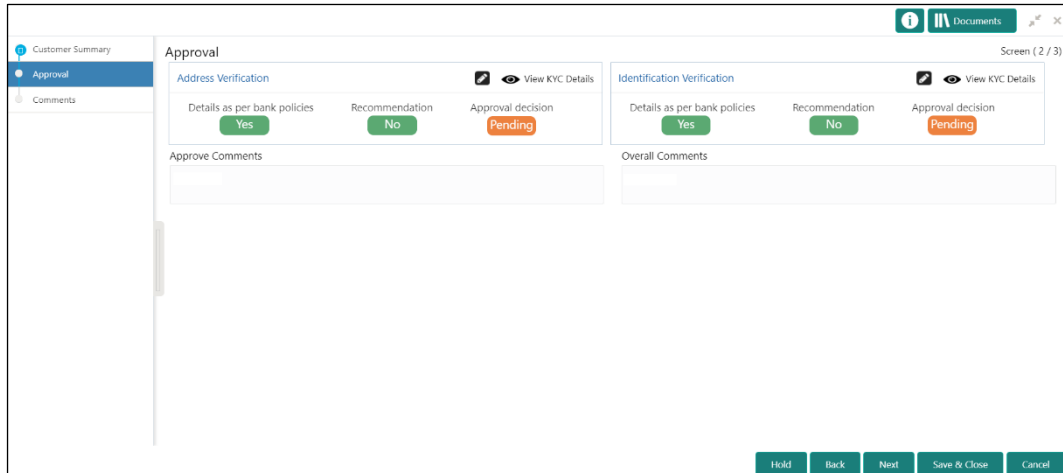 Documents
Customer Summary
Approval
Comments
Approval
Screen ( 2 / 3)
Address Verification
View KYC Details
Details as per bank policies
Recommendation
Approval decision
Yes
No
Pending
Identification Verification
View KYC Details
Details as per bank policies
Recommendation
Approval decision
Yes
No
Pending
Approve Comments
Overall Comments
Hold
Back
Next
Save & Close
Cancel